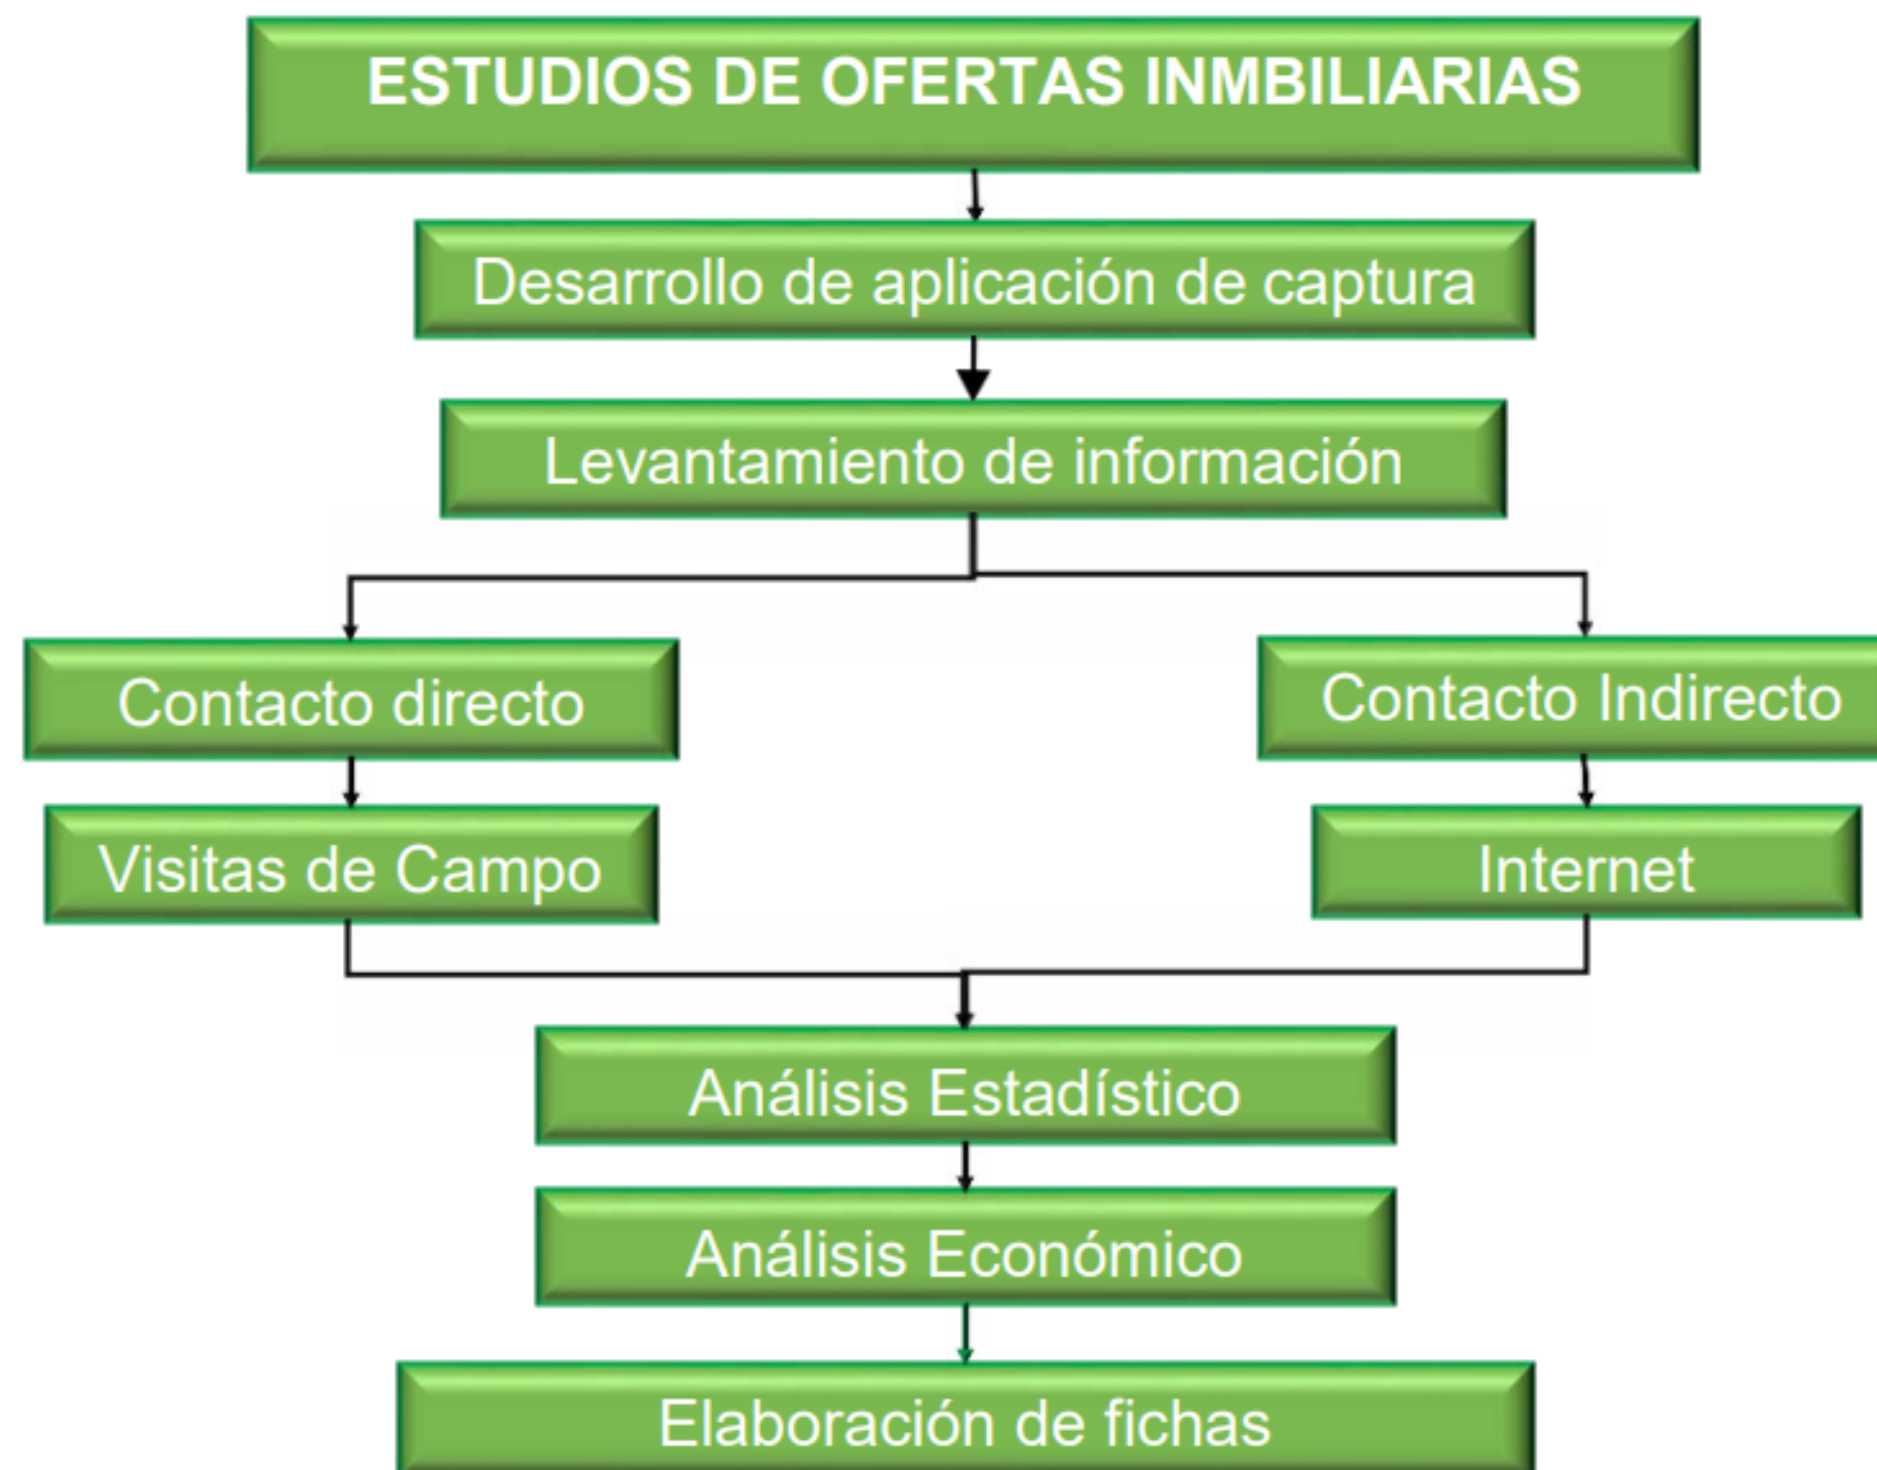 ESTUDIOS DE OFERTAS INMBILIARIAS
Desarrollo de aplicación de captura
Levantamiento de información
Contacto directo
Contacto Indirecto
Visitas de Campo
Internet
Análisis Estadístico
Análisis Económico
Elaboración de fichas